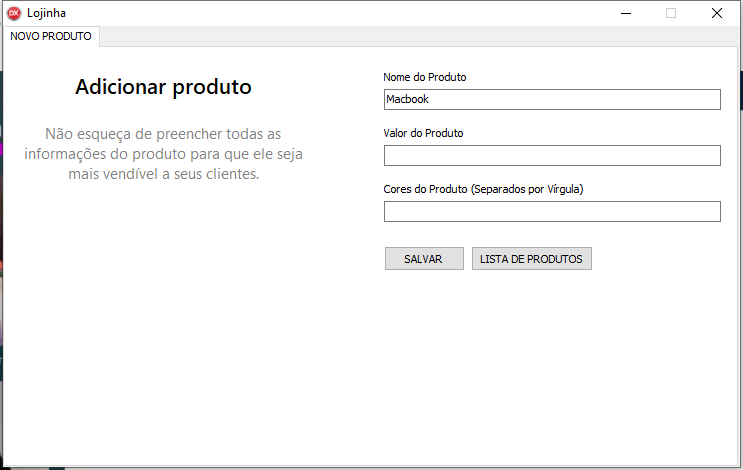 DX Lojinha
NOVO PRODUTO
Adicionar produto
Não esqueça de preencher todas as
informações do produto para que ele seja
mais vendível a seus clientes.
Nome do Produto
Macbook
Valor do Produto
Cores do Produto (Separados por Vírgula)
SALVAR LISTA DE PRODUTOS